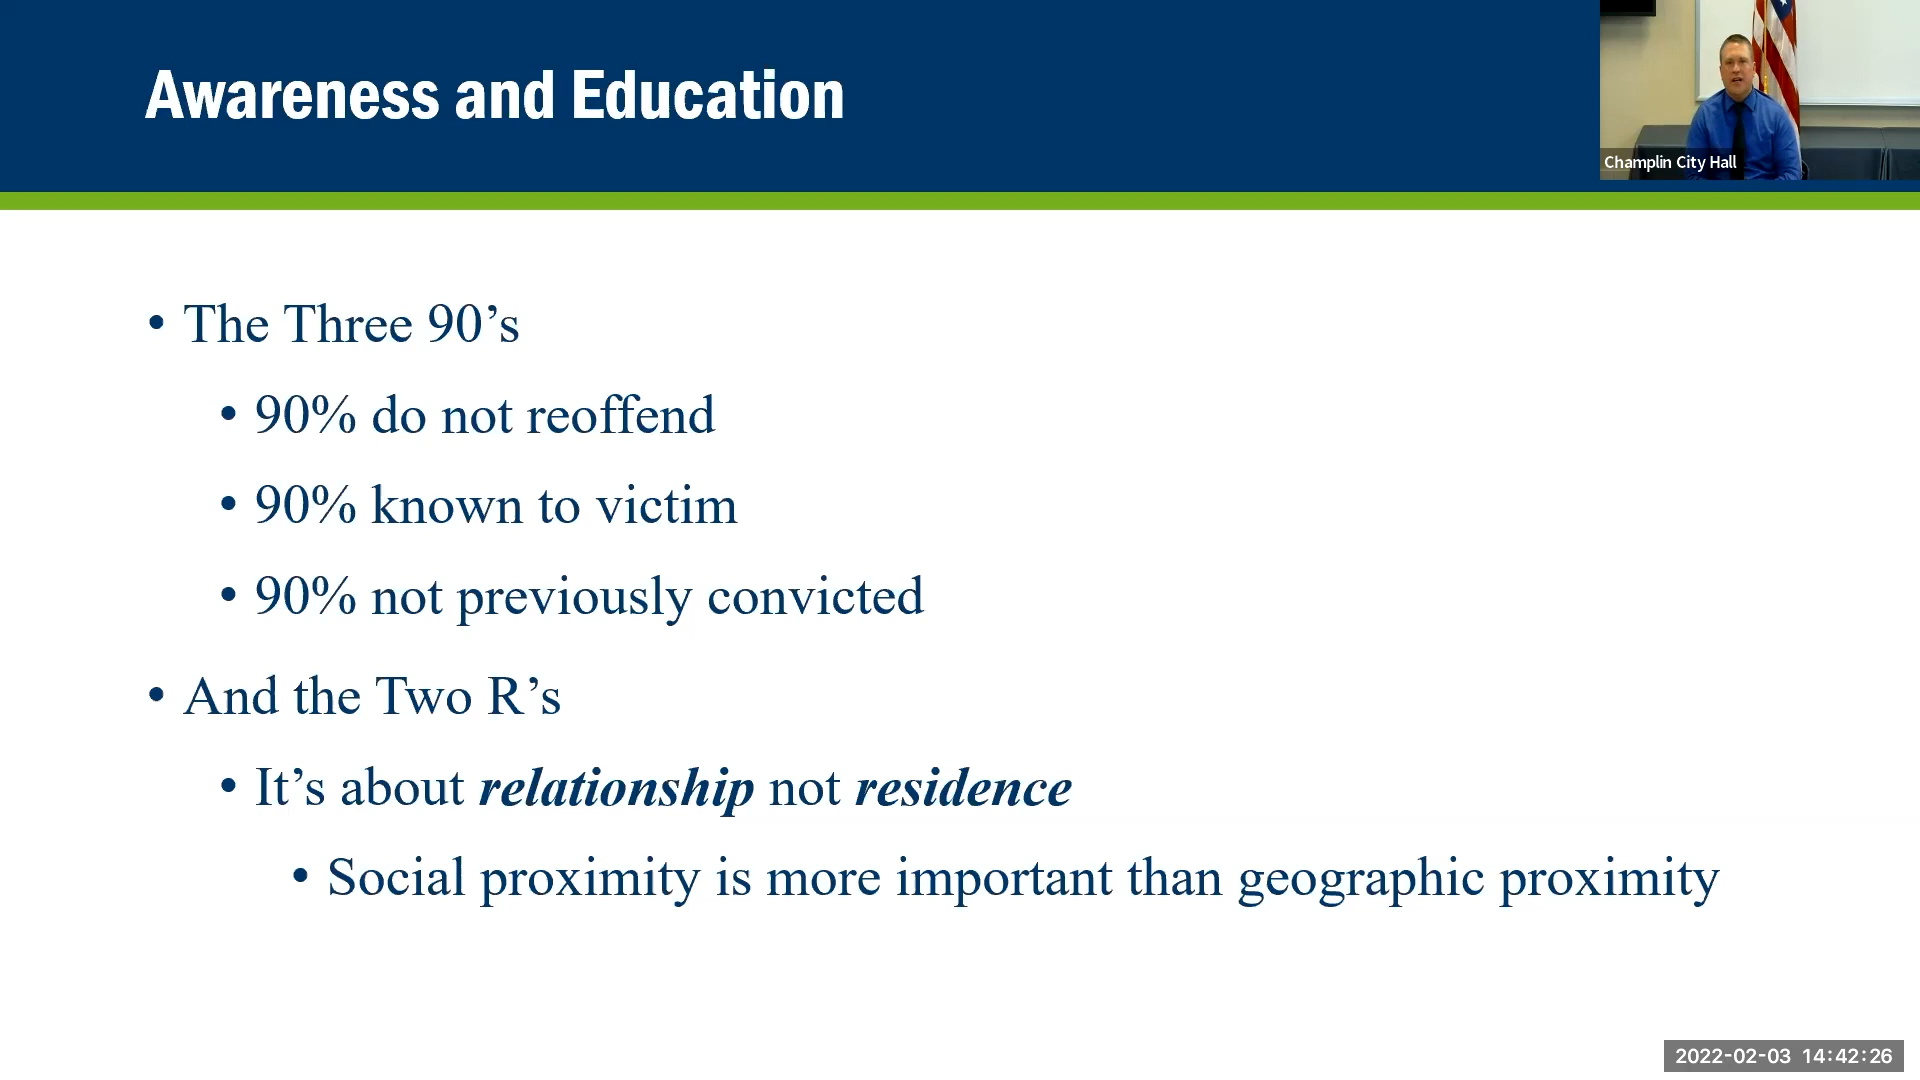 Awareness and Education
Champlin City Hall
• The Three 90’s
• 90% do not reoffend
• 90% known to victim
• 90% not previously convicted
• And the Two R’s
• It’s about relationship not residence
• Social proximity is more important than geographic proximity
2022-02-03 14:42:26